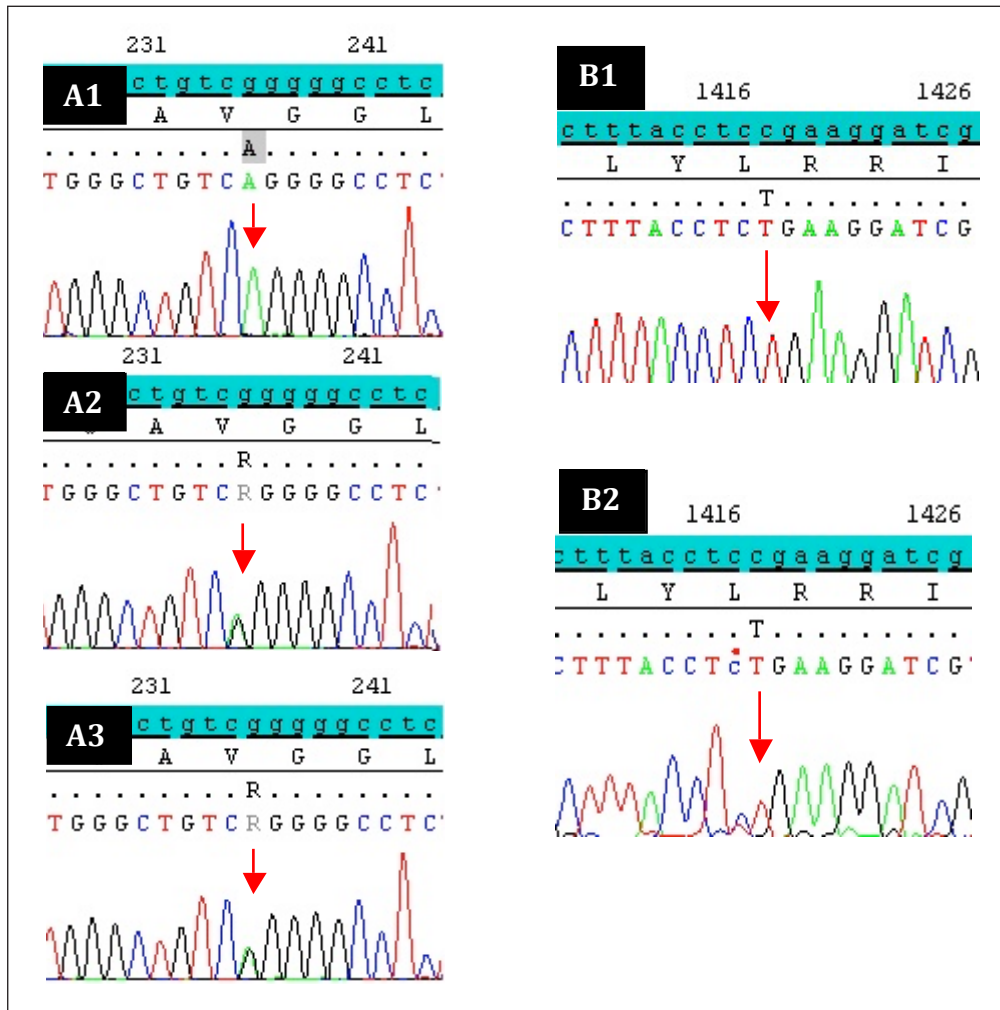 231 241
A1
ctgtcgggggcctc
A V G G L
. . . . . . . . . A . . . . . . . .
TGGGCTGTCAGGGGCCTC
231 241
A2
ctgtcgggggcctc
A V G G L
. . . . . . . . . R . . . . . . . .
TGGGCTGTCRGGGGCCTC
231 241
A3
ctgtcgggggcctc
A V G G L
. . . . . . . . . R . . . . . . . .
TGGGCTGTCRGGGGCCTC
B1
1416 1426
ctttacctccgaaggatcg
L Y L R R I
. . . . . . . . . T . . . . . . . . .
CTTTACCTCTGAAGGATCG
B2
1416 1426
ctttacctccgaaggatcg
L Y L R R I
. . . . . . . . . T . . . . . . . . .
CTTTACCTcTGAAGGATCG